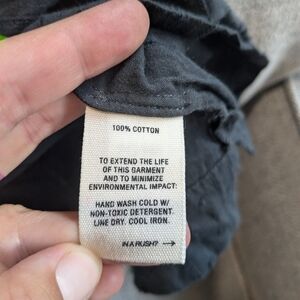 100% COTTON
TO EXTEND THE LIFE
OF THIS GARMENT
AND TO MINIMIZE
ENVIRONMENTAL IMPACT:
HAND WASH COLD W/
NON-TOXIC DETERGENT.
LINE DRY. COOL IRON.
IN A RUSH? →